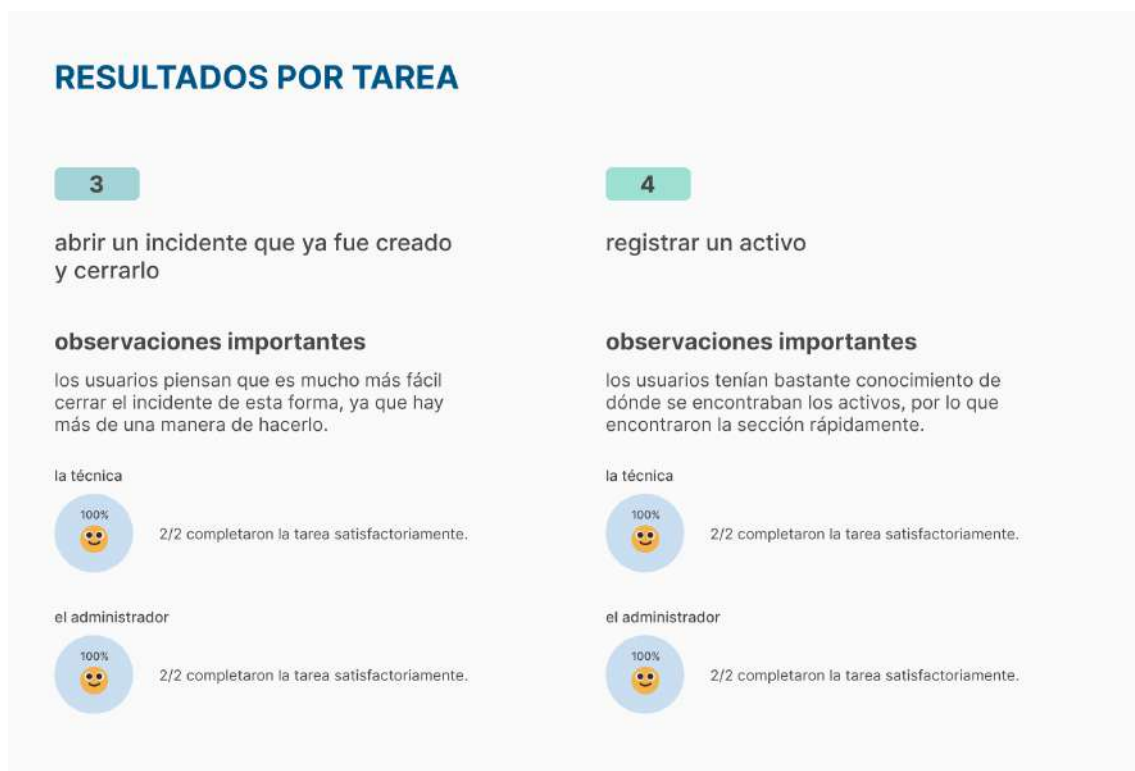 RESULTADOS POR TAREA
3
abrir un incidente que ya fue creado
y cerrarlo
observaciones importantes
los usuarios piensan que es mucho más fácil
cerrar el incidente de esta forma, ya que hay
más de una manera de hacerlo.
la técnica
100%
2/2 completaron la tarea satisfactoriamente.
el administrador
100%
2/2 completaron la tarea satisfactoriamente.
4
registrar un activo
observaciones importantes
los usuarios tenían bastante conocimiento de
dónde se encontraban los activos, por lo que
encontraron la sección rápidamente.
la técnica
100%
2/2 completaron la tarea satisfactoriamente.
el administrador
100%
2/2 completaron la tarea satisfactoriamente.